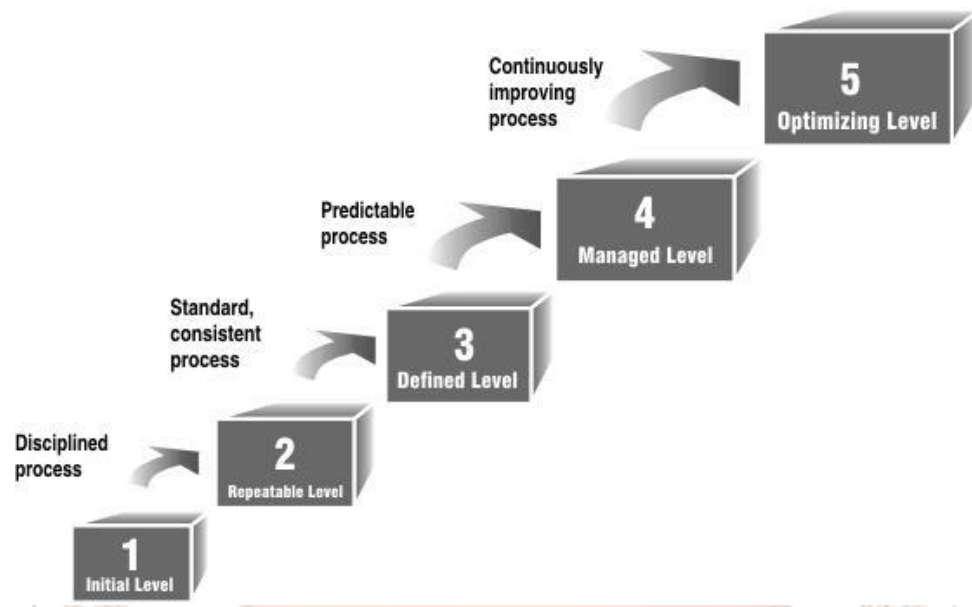 Continuously
improving
process
5
Optimizing Level
Predictable
process
4
Managed Level
Standard,
consistent
process
3
Defined Level
Disciplined
process
2
Repeatable Level
1
Initial Level